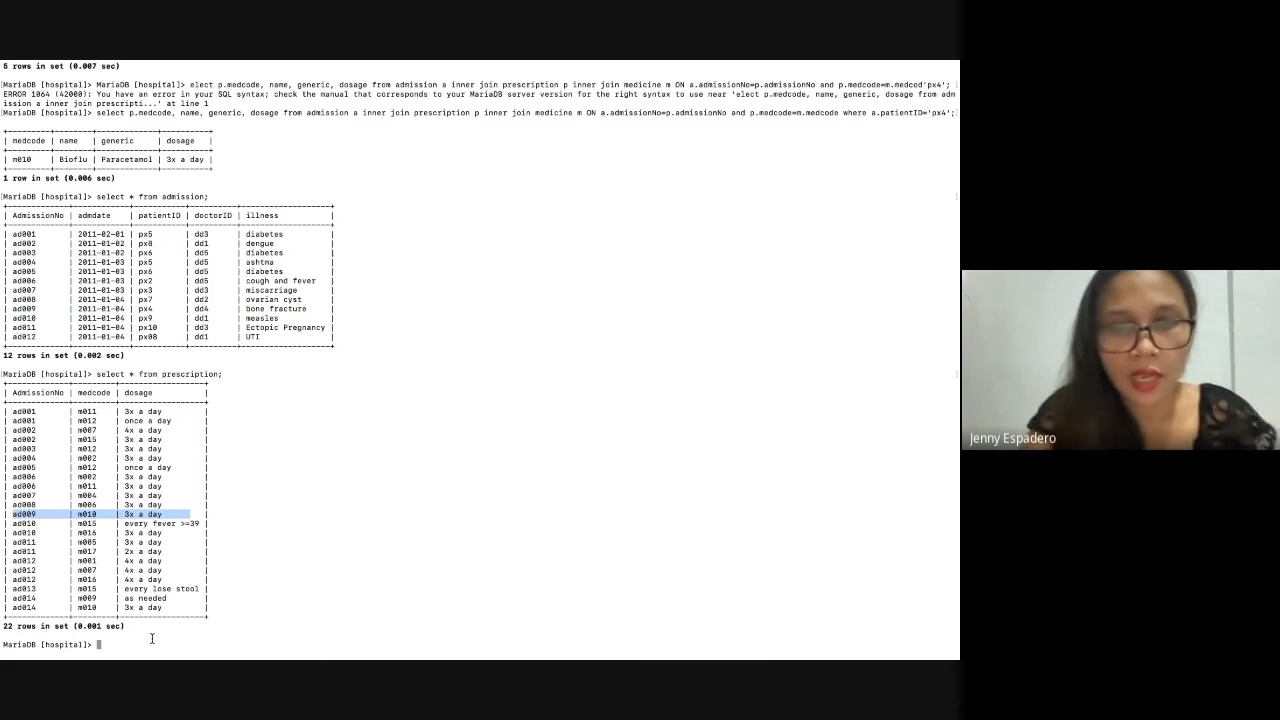 5 rows in set (0.007 sec)
MariaDB [hospital]> MariaDB [hospital]> elect p.medcode, name, generic, dosage from admission a inner join prescription p inner join medicine m ON a.admissionNo=p.admissionNo and p.medcode=m.medcod'px4';
ERROR 1064 (42000): You have an error in your SQL syntax; check the manual that corresponds to your MariaDB server version for the right syntax to use near 'elect p.medcode, name, generic, dosage from adm
ission a inner join prescripti...' at line 1
MariaDB [hospital]> select p.medcode, name, generic, dosage from admission a inner join prescription p inner join medicine m ON a.admissionNo=p.admissionNo and p.medcode=m.medcode where a.patientID='px4';
+---------+--------+-------------+----------+
| medcode | name | generic | dosage |
+---------+--------+-------------+----------+
| m010 | Bioflu | Paracetamol | 3x a day |
+---------+--------+-------------+----------+
1 row in set (0.006 sec)
MariaDB [hospital]> select * from admission;
+-------------+------------+-----------+----------+-------------------+
| AdmissionNo | admdate | patientID | doctorID | illness |
+-------------+------------+-----------+----------+-------------------+
| ad001 | 2011-02-01 | px5 | dd3 | diabetes |
| ad002 | 2011-01-02 | px8 | dd1 | dengue |
| ad003 | 2011-01-02 | px6 | dd5 | diabetes |
| ad004 | 2011-01-03 | px5 | dd5 | ashtma |
| ad005 | 2011-01-03 | px6 | dd5 | diabetes |
| ad006 | 2011-01-03 | px2 | dd5 | cough and fever |
| ad007 | 2011-01-03 | px3 | dd3 | miscarriage |
| ad008 | 2011-01-04 | px7 | dd2 | ovarian cyst |
| ad009 | 2011-01-04 | px4 | dd4 | bone fracture |
| ad010 | 2011-01-04 | px9 | dd1 | measles |
| ad011 | 2011-01-04 | px10 | dd3 | Ectopic Pregnancy |
| ad012 | 2011-01-04 | px08 | dd1 | UTI |
+-------------+------------+-----------+----------+-------------------+
12 rows in set (0.002 sec)
MariaDB [hospital]> select * from prescription;
+-------------+---------+------------------+
| AdmissionNo | medcode | dosage |
+-------------+---------+------------------+
| ad001 | m011 | 3x a day |
| ad001 | m012 | once a day |
| ad002 | m007 | 4x a day |
| ad002 | m015 | 3x a day |
| ad003 | m012 | 3x a day |
| ad004 | m002 | 3x a day |
| ad005 | m012 | once a day |
| ad006 | m002 | 3x a day |
| ad006 | m011 | 3x a day |
| ad007 | m004 | 3x a day |
| ad008 | m006 | 3x a day |
| ad009 | m010 | 3x a day |
| ad010 | m015 | every fever >=39 |
| ad010 | m016 | 3x a day |
| ad011 | m005 | 3x a day |
| ad011 | m017 | 2x a day |
| ad012 | m001 | 4x a day |
| ad012 | m007 | 4x a day |
| ad012 | m016 | 4x a day |
| ad013 | m015 | every lose stool |
| ad014 | m009 | as needed |
| ad014 | m010 | 3x a day |
+-------------+---------+------------------+
22 rows in set (0.001 sec)
MariaDB [hospital]>
Jenny Espadero